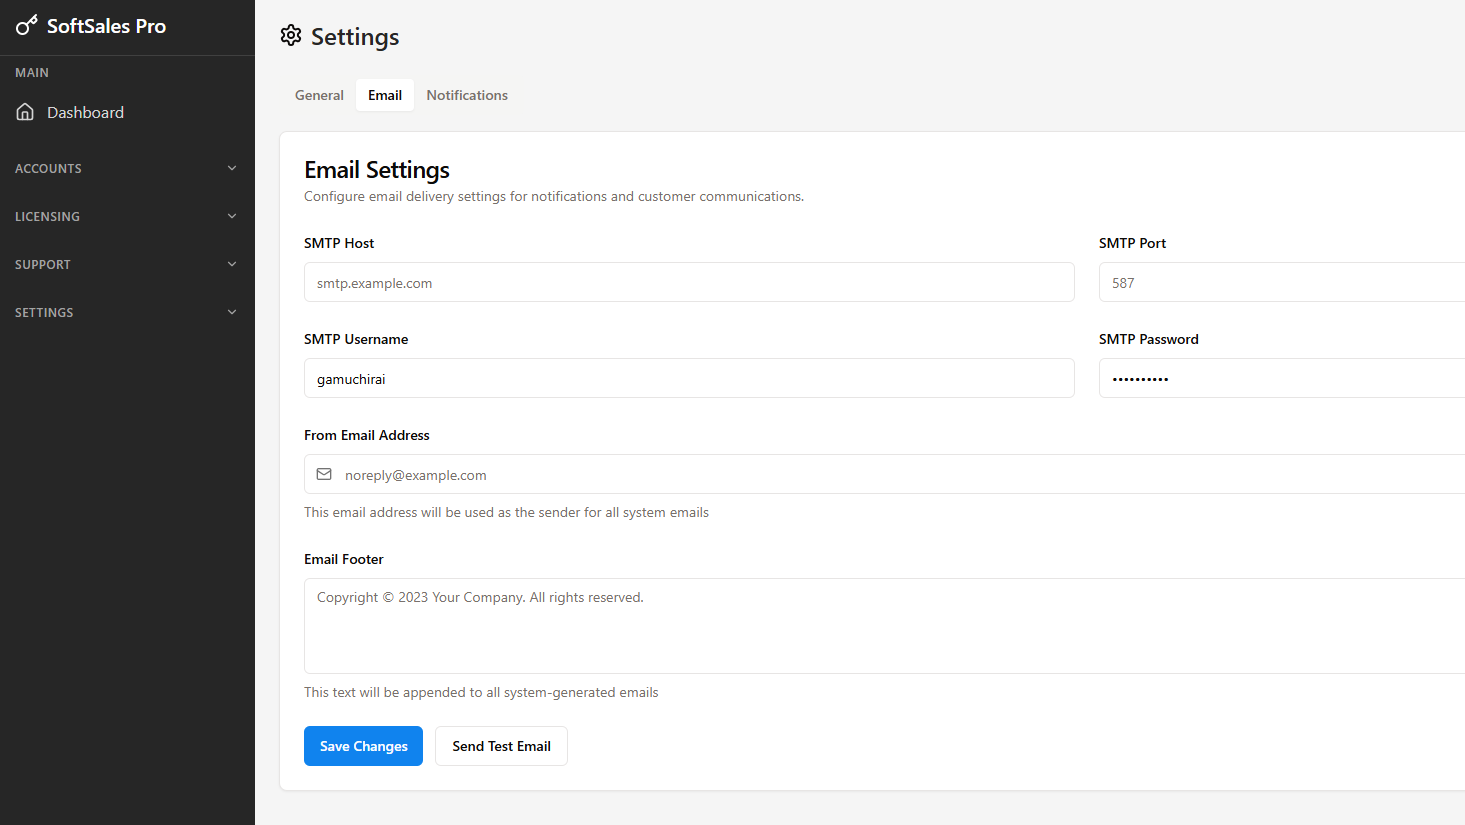 SoftSales Pro
MAIN
Dashboard
ACCOUNTS
LICENSING
SUPPORT
SETTINGS
Settings
General Email Notifications
Email Settings
Configure email delivery settings for notifications and customer communications.
SMTP Host
smtp.example.com
SMTP Port
587
SMTP Username
gamuchirai
SMTP Password
••••••••••
From Email Address
noreply@example.com
This email address will be used as the sender for all system emails
Email Footer
Copyright © 2023 Your Company. All rights reserved.
This text will be appended to all system-generated emails
Save Changes Send Test Email